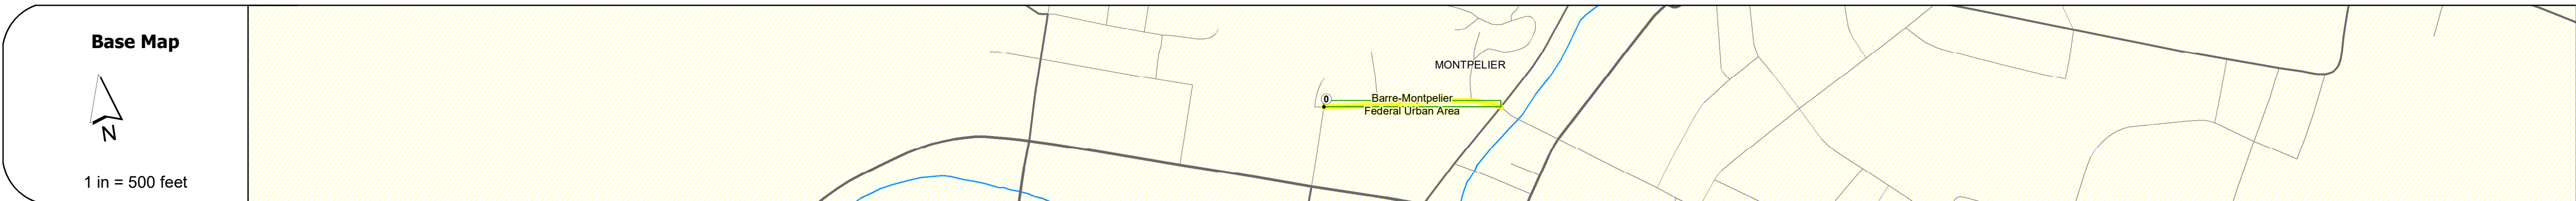 Base Map
N
1 in = 500 feet
MONTPELIER
0
Barre-Montpelier
Federal Urban Area